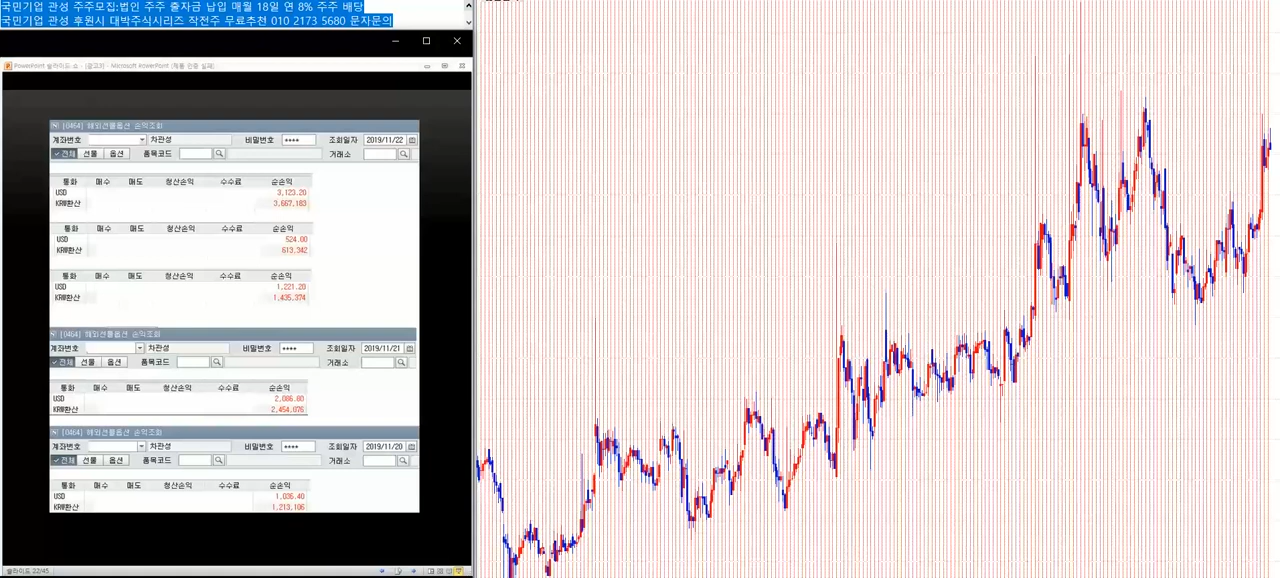 국민기업 관성 주주모집:법인 주주 출자금 납입 매월 18일 연 8% 주주 배당
국민기업 관성 후원시 대박주식시리즈 작전주 무료추천 010 2173 5680 문자문의
PowerPoint 슬라이드 쇼 - [광고3] - Microsoft PowerPoint (제품 인증 실패)
[0464] 해외선물옵션 손익조회
계좌번호 차관성 비밀번호 **** 조회일자 2019/11/22
전체 선물 옵션 품목코드 거래소
통화 매수 매도 청산손익 수수료 순손익
USD 3,123.20
KRW환산 3,667,183
통화 매수 매도 청산손익 수수료 순손익
USD 524.00
KRW환산 613,342
통화 매수 매도 청산손익 수수료 순손익
USD 1,221.20
KRW환산 1,435,374
[0464] 해외선물옵션 손익조회
계좌번호 차관성 비밀번호 **** 조회일자 2019/11/21
전체 선물 옵션 품목코드 거래소
통화 매수 매도 청산손익 수수료 순손익
USD 2,086.80
KRW환산 2,454,076
[0464] 해외선물옵션 손익조회
계좌번호 차관성 비밀번호 **** 조회일자 2019/11/20
전체 선물 옵션 품목코드 거래소
통화 매수 매도 청산손익 수수료 순손익
USD 1,036.40
KRW환산 1,213,106
슬라이드 22/45